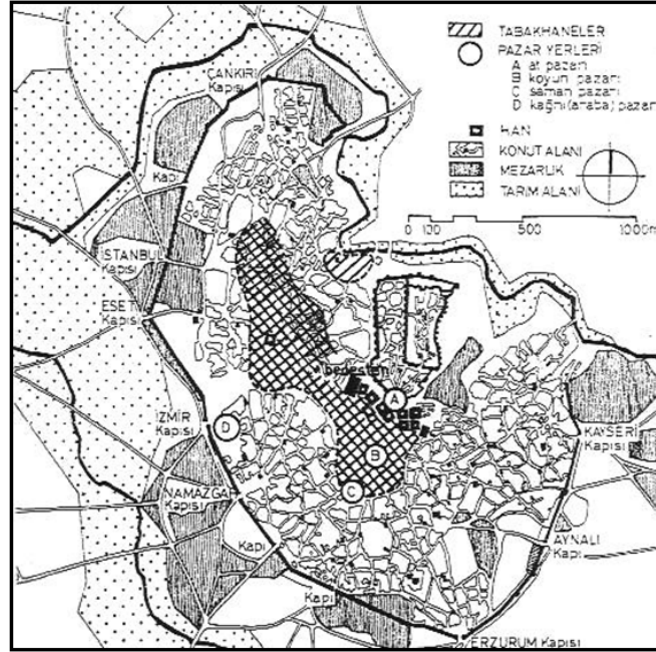 TABAKHANELER
PAZAR YERLERİ
A at pazarı
B koyun pazarı
C saman pazarı
D kağnı(araba) pazarı
HAN
KONUT ALANI
MEZARLIK
TARIM ALANI
0 100 500 1000m
ÇANKIRI
Kapısı
Kapı
İSTANBUL
Kapısı
ESET
Kapısı
bedesten
A
İZMİR
Kapısı
D
KAYSERİ
Kapısı
B
NAMAZGAH
Kapısı
C
AYNALI
Kapı
Kapı
Kapı
ERZURUM Kapısı